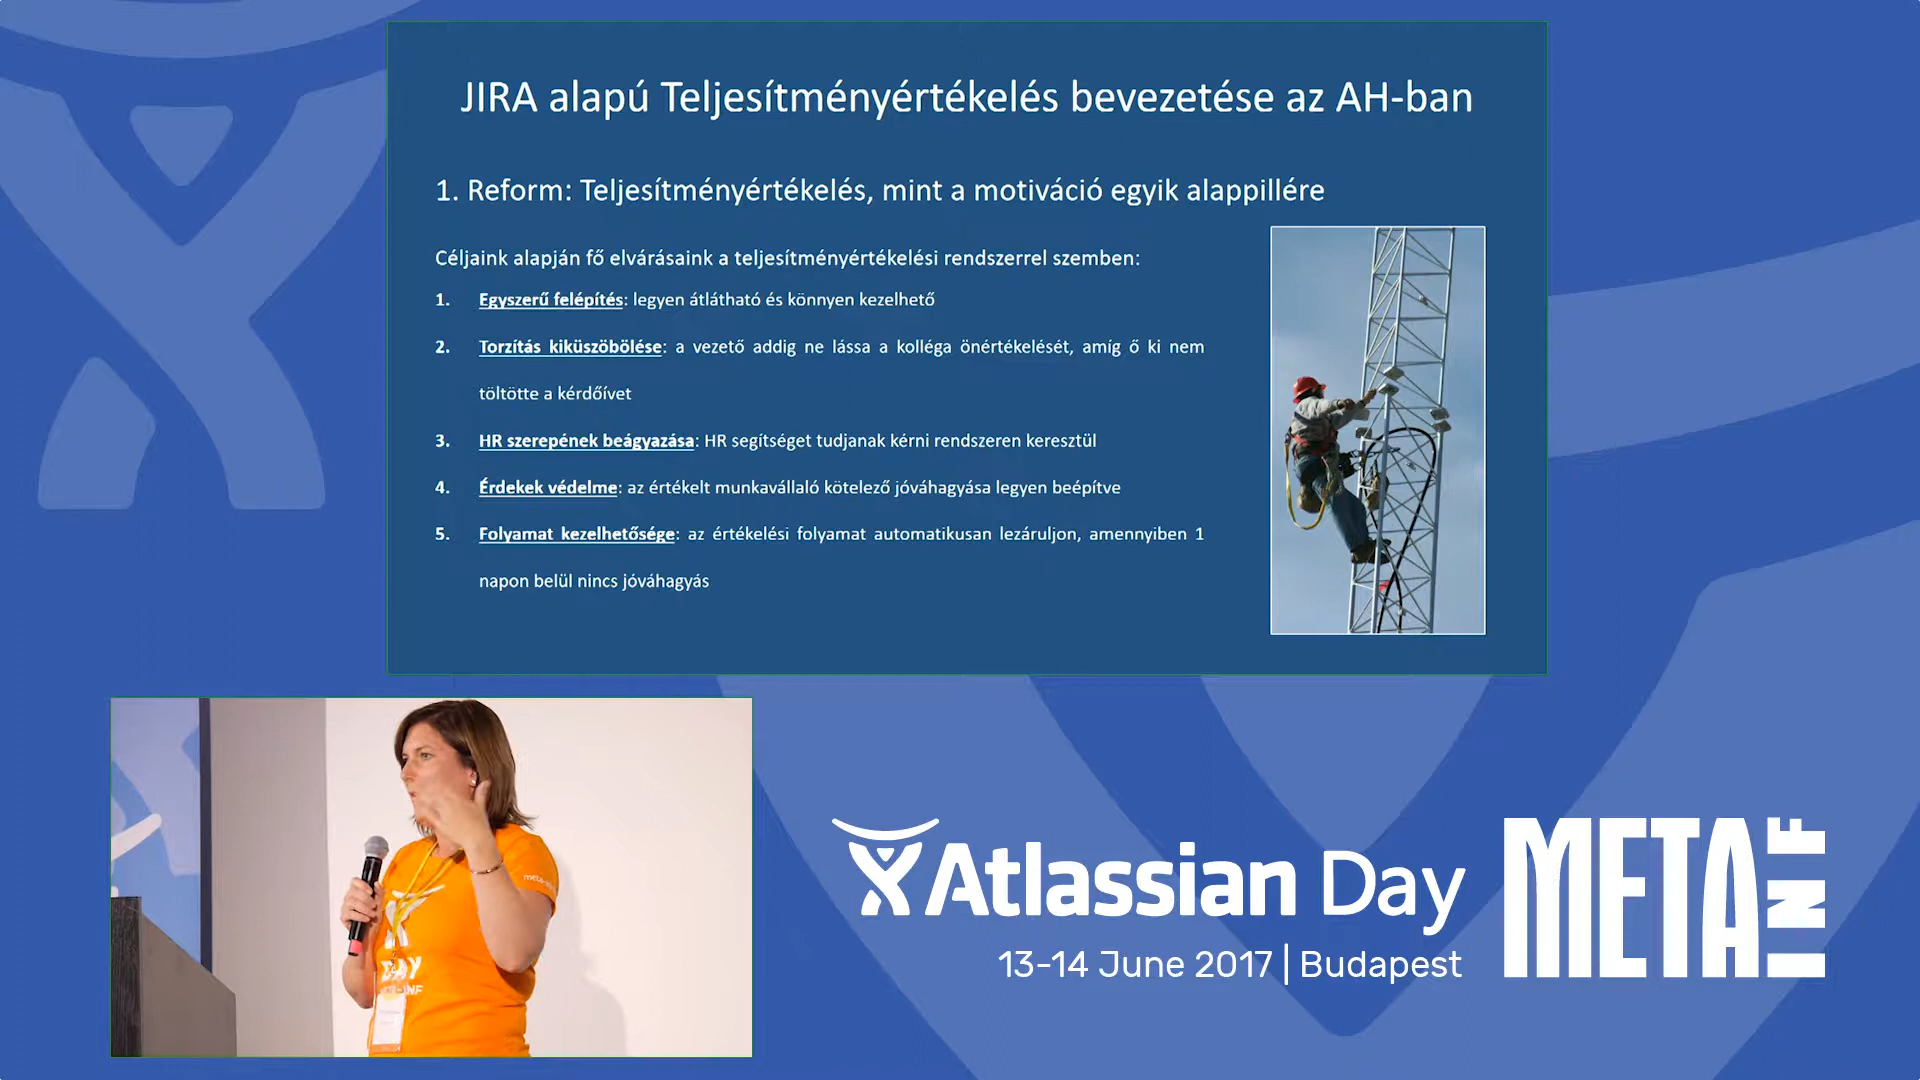 JIRA alapú Teljesítményértékelés bevezetése az AH-ban
1. Reform: Teljesítményértékelés, mint a motiváció egyik alappillére
Céljaink alapján fő elvárásaink a teljesítményértékelési rendszerrel szemben:
1. Egyszerű felépítés: legyen átlátható és könnyen kezelhető
2. Torzítás kiküszöbölése: a vezető addig ne lássa a kolléga önértékelését, amíg ő ki nem
töltötte a kérdőívet
3. HR szerepének beágyazása: HR segítséget tudjanak kérni rendszeren keresztül
4. Érdekek védelme: az értékelt munkavállaló kötelező jóváhagyása legyen beépítve
5. Folyamat kezelhetősége: az értékelési folyamat automatikusan lezáruljon, amennyiben 1
napon belül nincs jóváhagyás
DAY
Atlassian Day
13-14 June 2017 | Budapest
META
INF